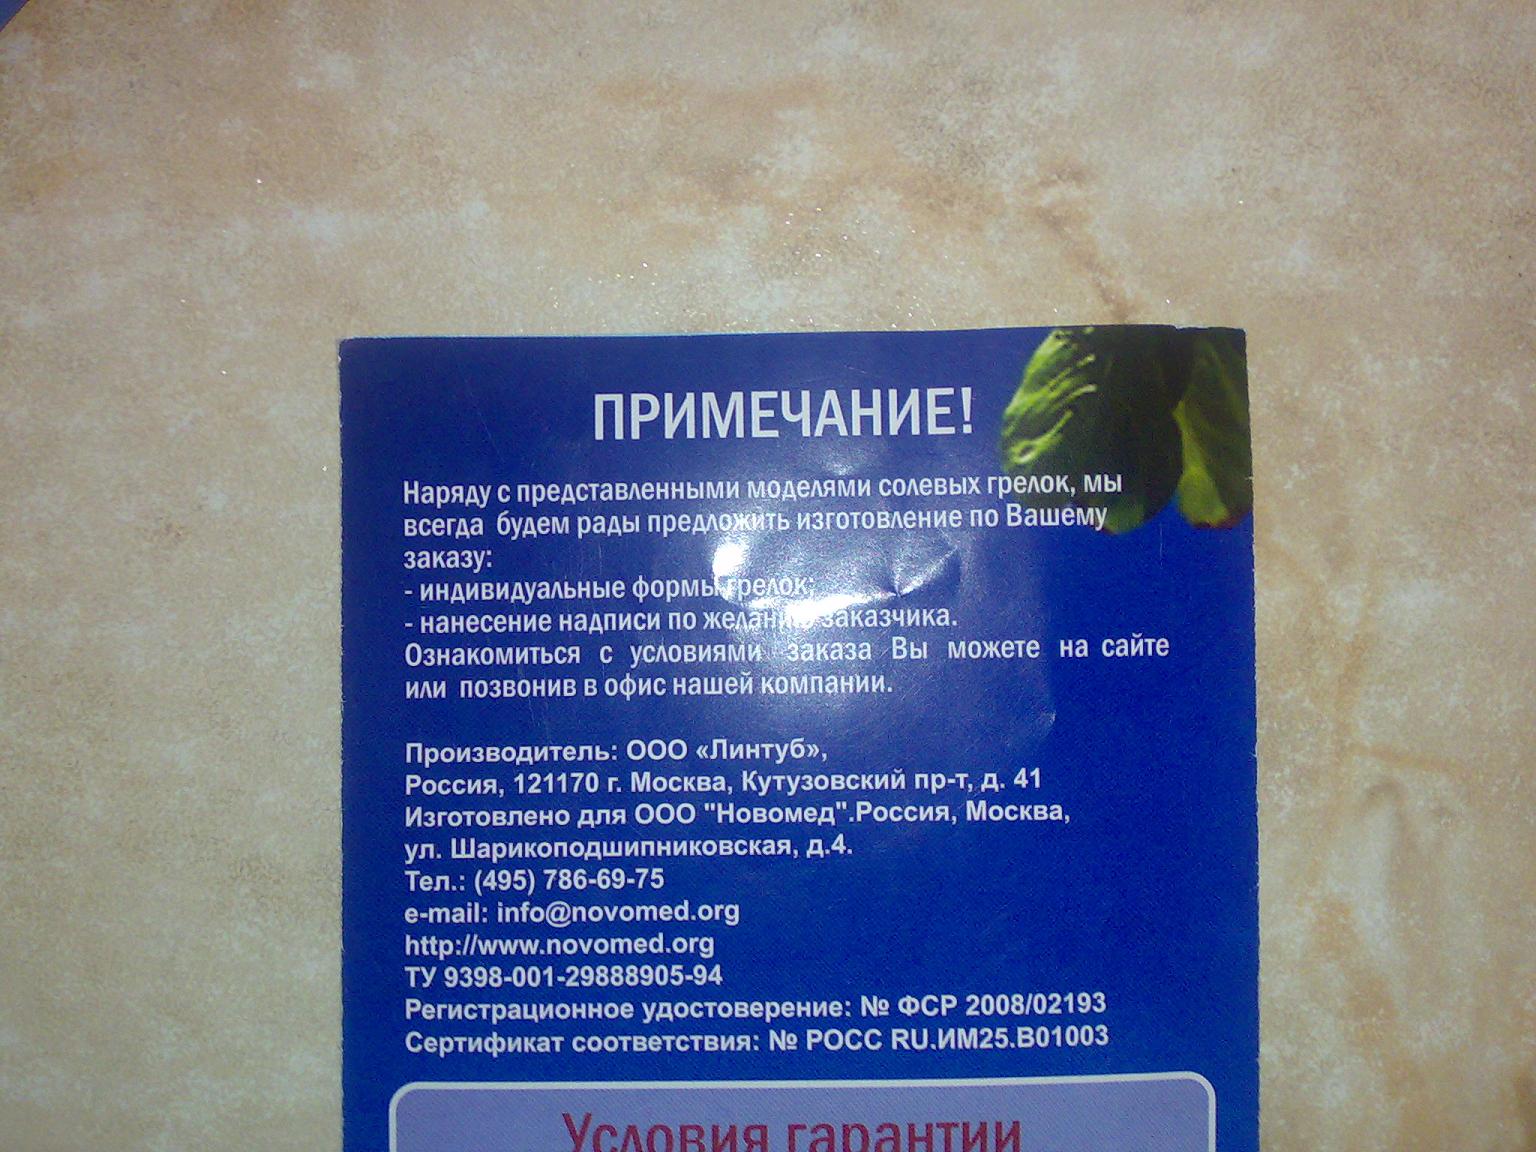 ПРИМЕЧАНИЕ!
Наряду с представленными моделями солевых грелок, мы
всегда будем рады предложить изготовление по Вашему
заказу:
- индивидуальные формы грелок;
- нанесение надписи по желанию заказчика.
Ознакомиться с условиями заказа Вы можете на сайте
или позвонив в офис нашей компании.
Производитель: ООО «Линтуб»,
Россия, 121170 г. Москва, Кутузовский пр-т, д. 41
Изготовлено для ООО "Новомед".Россия, Москва,
ул. Шарикоподшипниковская, д.4.
Тел.: (495) 786-69-75
e-mail: info@novomed.org
http://www.novomed.org
ТУ 9398-001-29888905-94
Регистрационное удостоверение: № ФСР 2008/02193
Сертификат соответствия: № РОСС RU.ИМ25.В01003
Условия гарантии